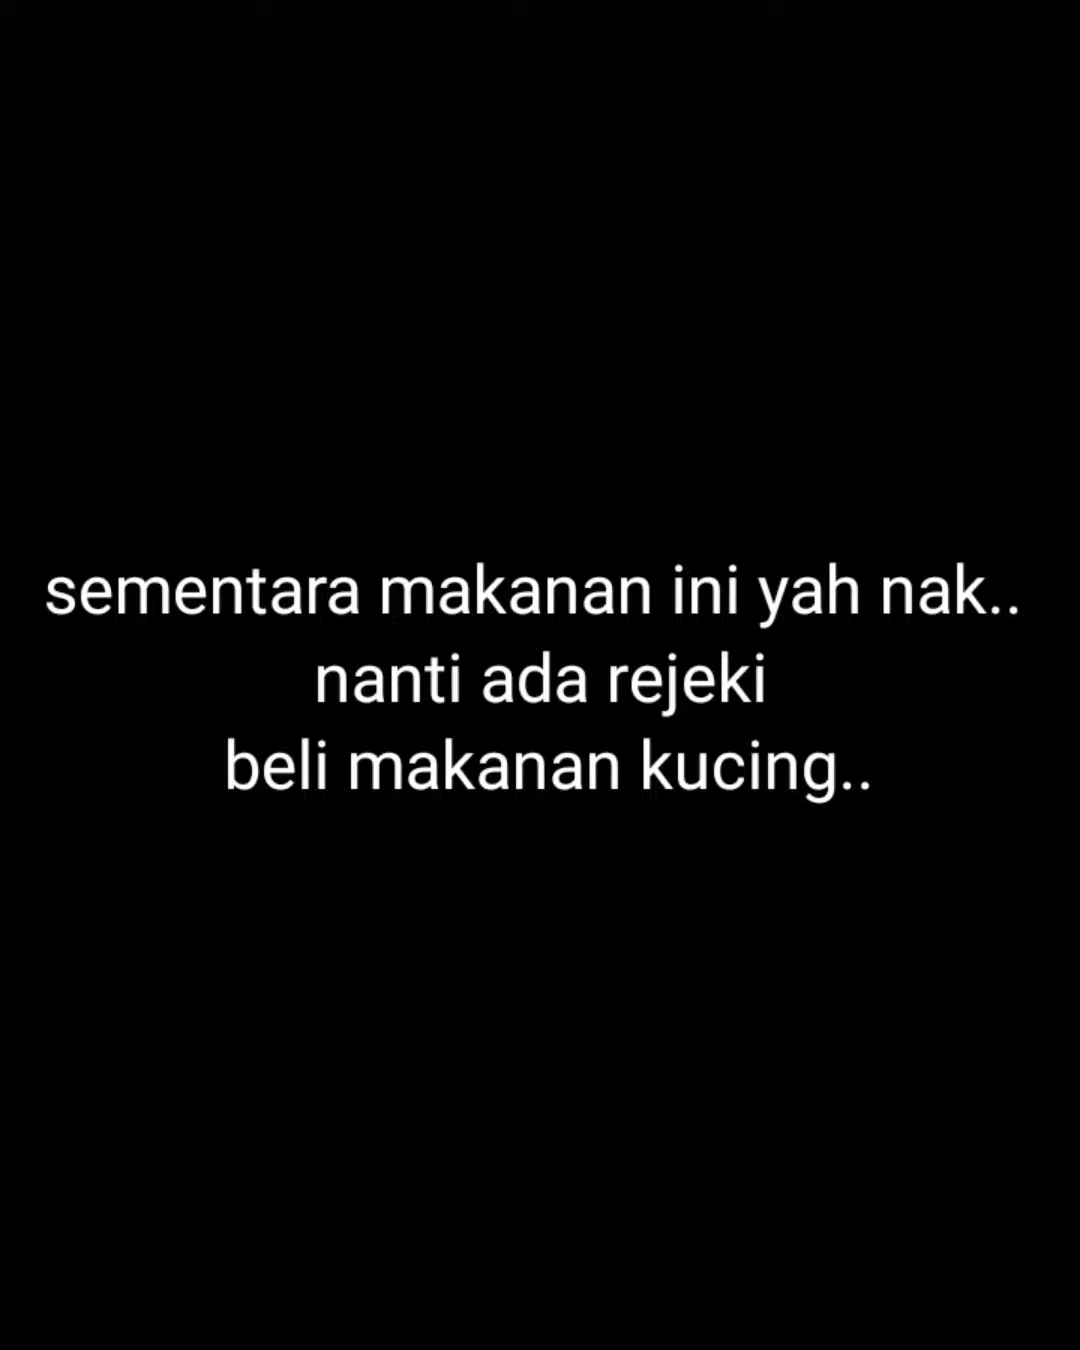 sementara makanan ini yah nak..
nanti ada rejeki
beli makanan kucing..